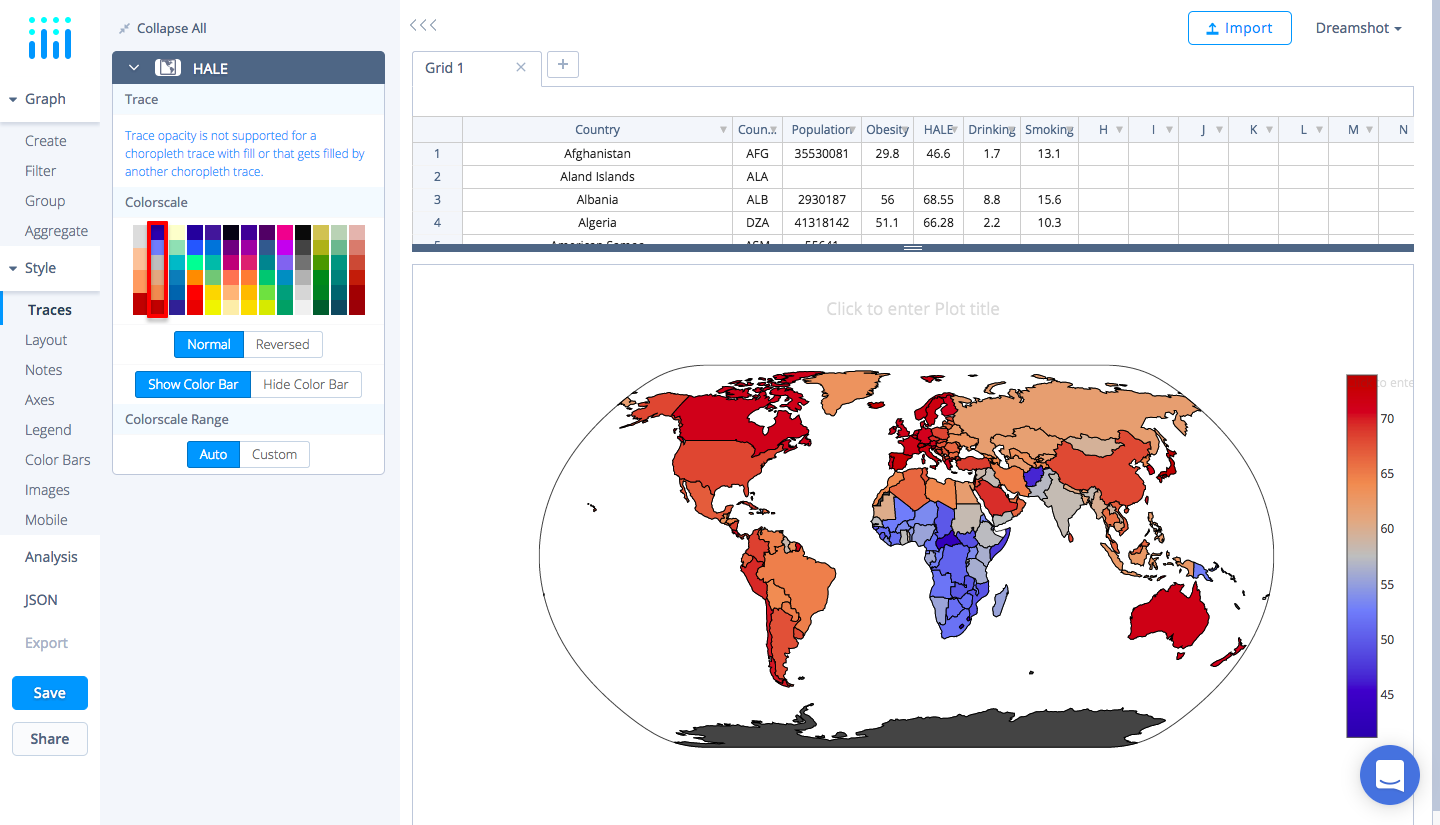 Collapse All
Import
Dreamshot
HALE
Grid 1
Graph
Trace
Country Coun... Population Obesity HALE Drinking Smoking H I J K L M N
Trace opacity is not supported for a
choropleth trace with fill or that gets filled by
another choropleth trace.
1 Afghanistan AFG 35530081 29.8 46.6 1.7 13.1
2 Aland Islands ALA
3 Albania ALB 2930187 56 68.55 8.8 15.6
4 Algeria DZA 41318142 51.1 66.28 2.2 10.3
5 American Samoa ASM 55641
Create
Filter
Group
Aggregate
Colorscale
Style
Traces
Layout
Notes
Axes
Legend
Color Bars
Images
Mobile
Normal Reversed
Show Color Bar Hide Color Bar
Colorscale Range
Auto Custom
Click to enter Plot title
to ente
70
65
60
55
50
45
Analysis
JSON
Export
Save
Share